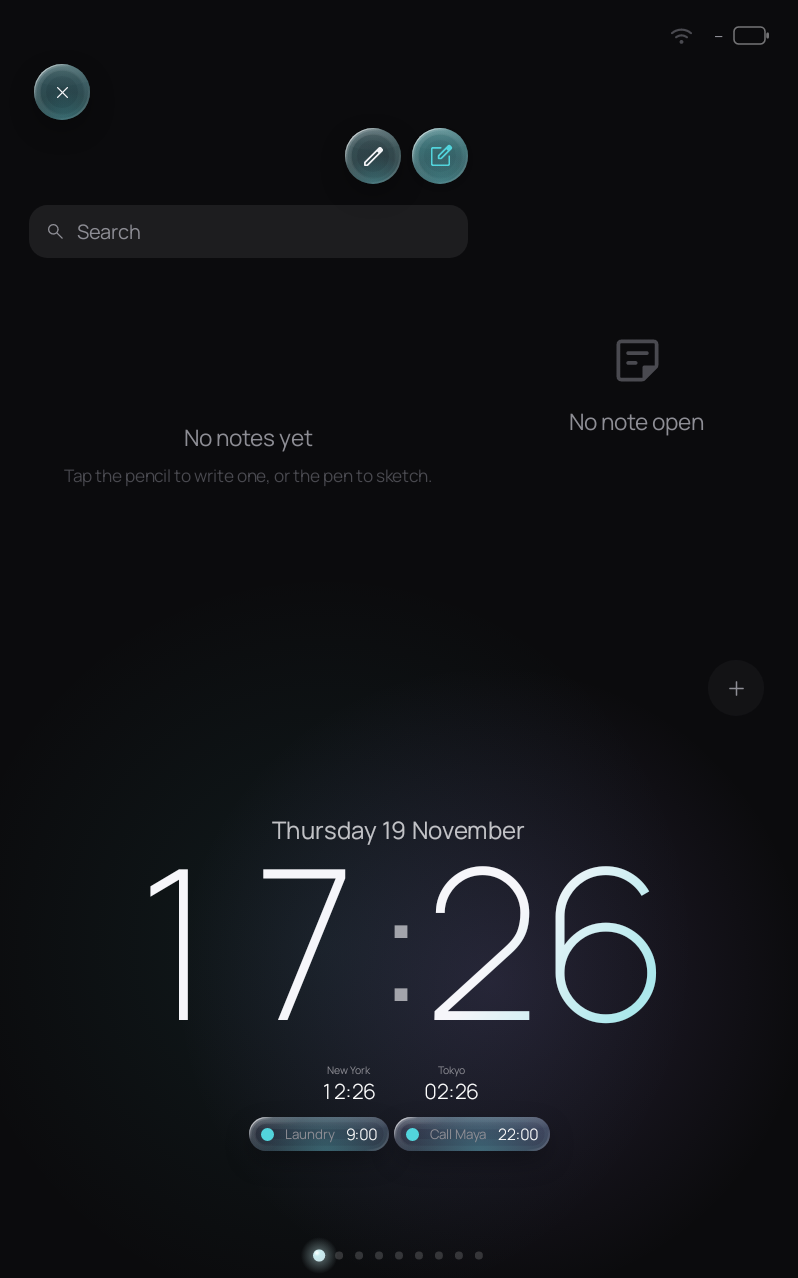 Search
No notes yet
Tap the pencil to write one, or the pen to sketch.
No note open
Thursday 19 November
17:26
New York
12:26
Tokyo
02:26
Laundry 9:00
Call Maya 22:00